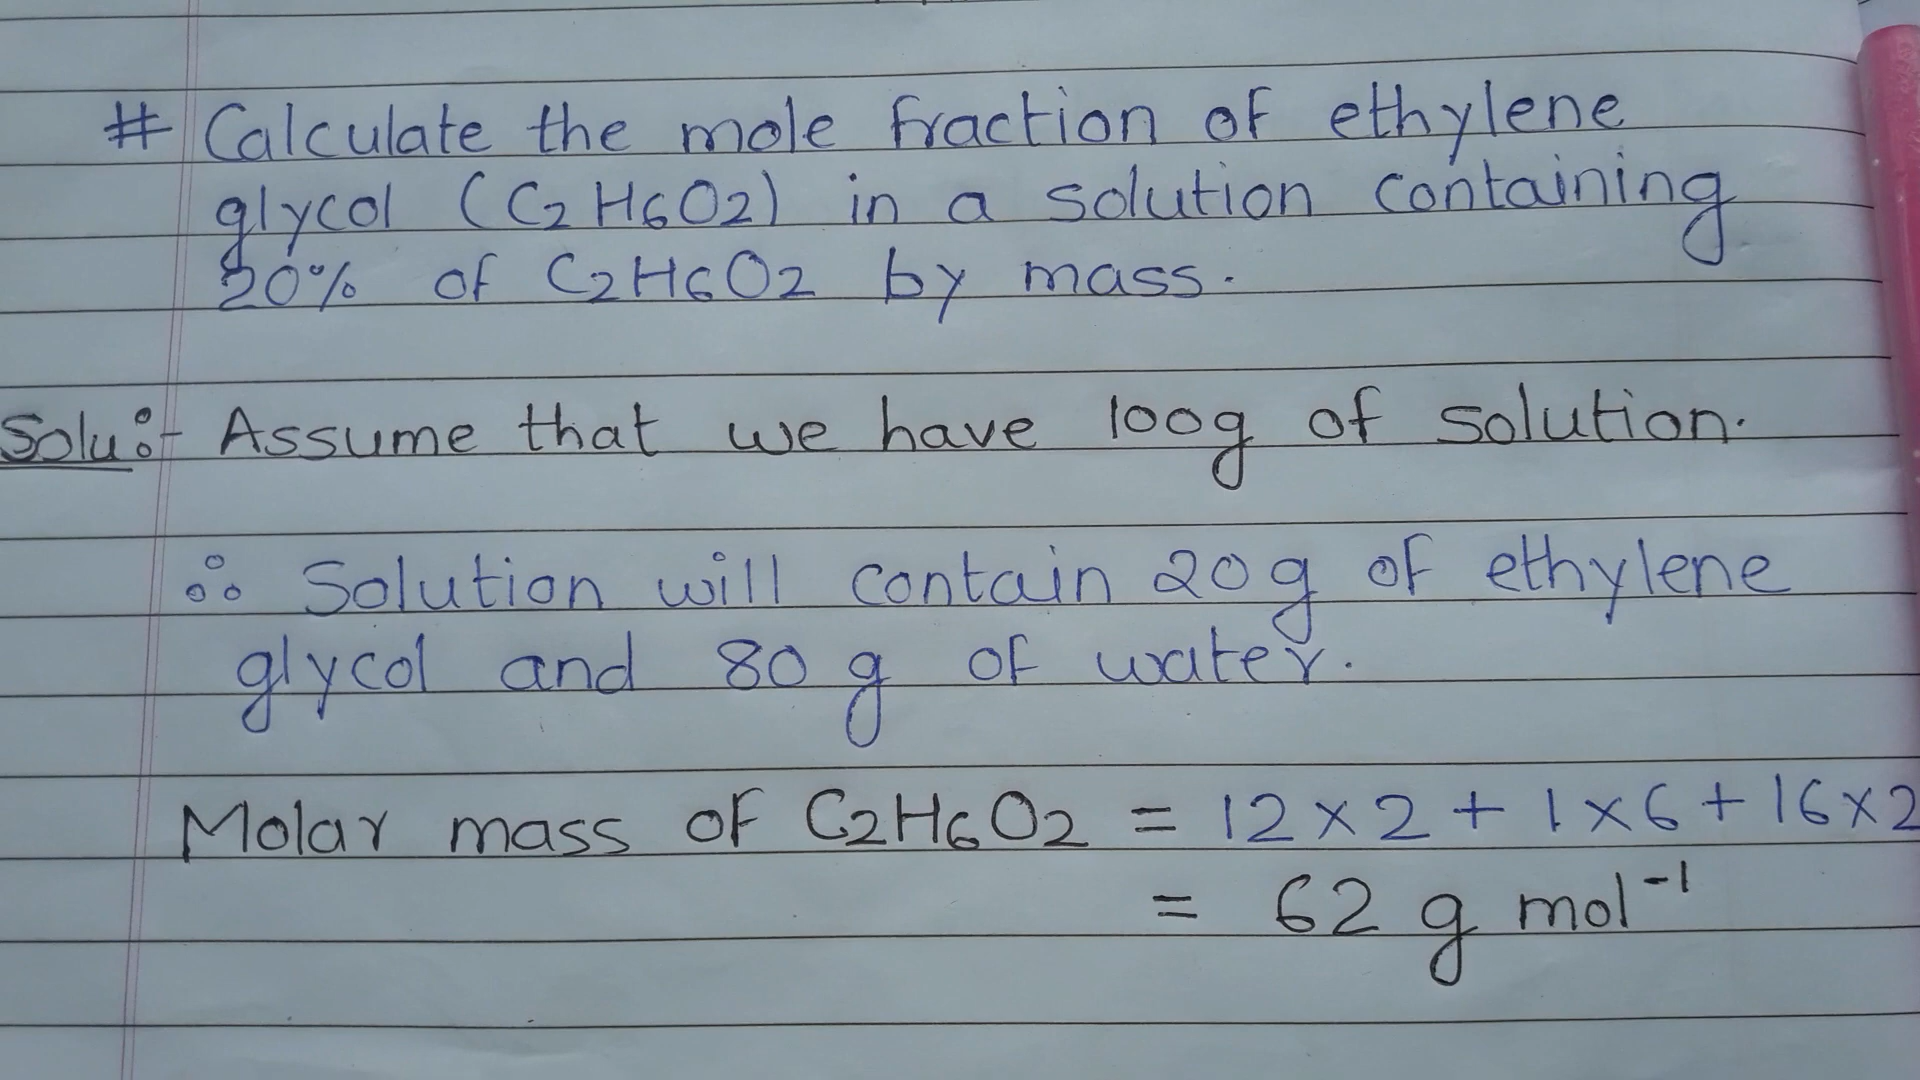 # Calculate the mole fraction of ethylene
glycol (C2H6O2) in a solution containing
20% of C2H6O2 by mass.
Solu:- Assume that we have 100g of solution.
∴ Solution will contain 20g of ethylene
glycol and 80 g of water.
Molar mass of C2H6O2 = 12 × 2 + 1 × 6 + 16 × 2
= 62 g mol⁻¹